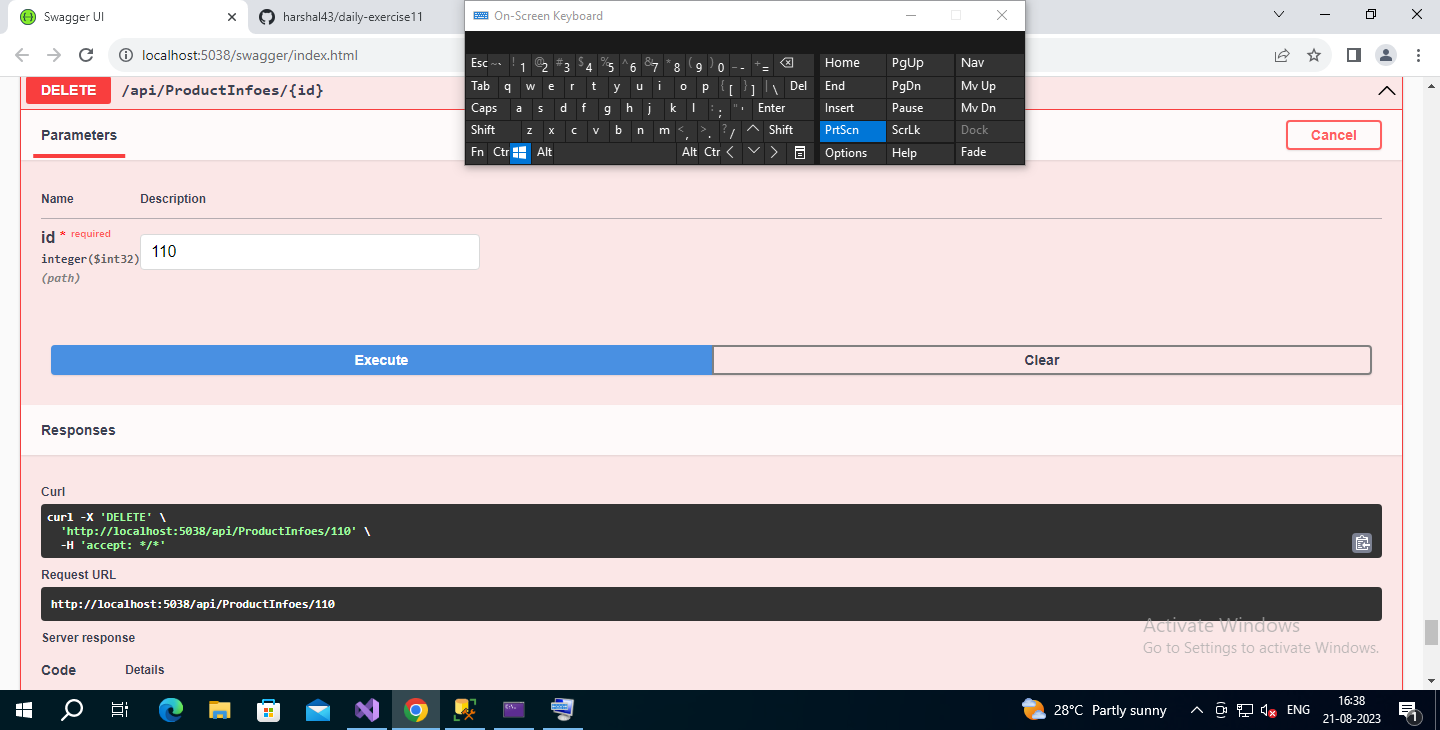 Swagger UI
harshal43/daily-exercise11
On-Screen Keyboard
localhost:5038/swagger/index.html
Esc ~ ` ! 1 @ 2 # 3 $ 4 % 5 ^ 6 & 7 * 8 ( 9 ) 0 _ - + = Home PgUp Nav
Tab q w e r t y u i o p { [ } ] | \ Del End PgDn Mv Up
Caps a s d f g h j k l : ; " ' Enter Insert Pause Mv Dn
Shift z x c v b n m < , > . ? / Shift PrtScn ScrLk Dock
Fn Ctr Alt Alt Ctr Options Help Fade
DELETE /api/ProductInfoes/{id}
Parameters
Cancel
Name Description
id * required
integer($int32)
(path)
110
Execute Clear
Responses
Curl
curl -X 'DELETE' \
'http://localhost:5038/api/ProductInfoes/110' \
-H 'accept: */*'
Request URL
http://localhost:5038/api/ProductInfoes/110
Server response
Code Details
Activate Windows
Go to Settings to activate Windows.
28°C Partly sunny
ENG
16:38
21-08-2023
1